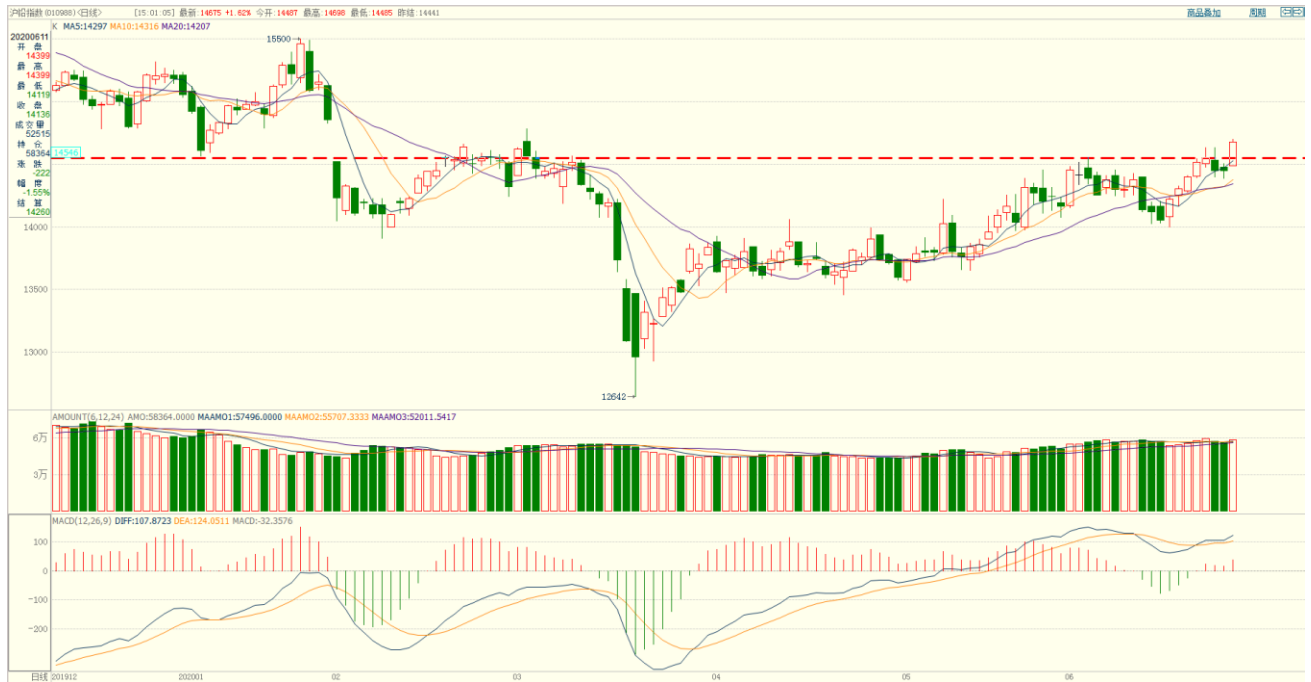 沪铅指数(010988)<日线> [15:01:05] 最新:14675 +1.62% 今开:14487 最高:14698 最低:14485 昨结:14441 商品叠加 周期
K MA5:14297 MA10:14316 MA20:14207
20200611
开 盘
14399
最 高
14399
最 低
14119
收 盘
14136
成交量
52515
持 仓
58364
涨 跌
-222
幅 度
-1.55%
结 算
14260
15500→
14546
14000
13500
13000
12642→
AMOUNT(6,12,24) AMO:58364.0000 MAAMO1:57496.0000 MAAMO2:55707.3333 MAAMO3:52011.5417
6万
3万
MACD(12,26,9) DIFF:107.8723 DEA:124.0511 MACD:-32.3576
100
0
-100
-200
日线 201912 202001 02 03 04 05 06